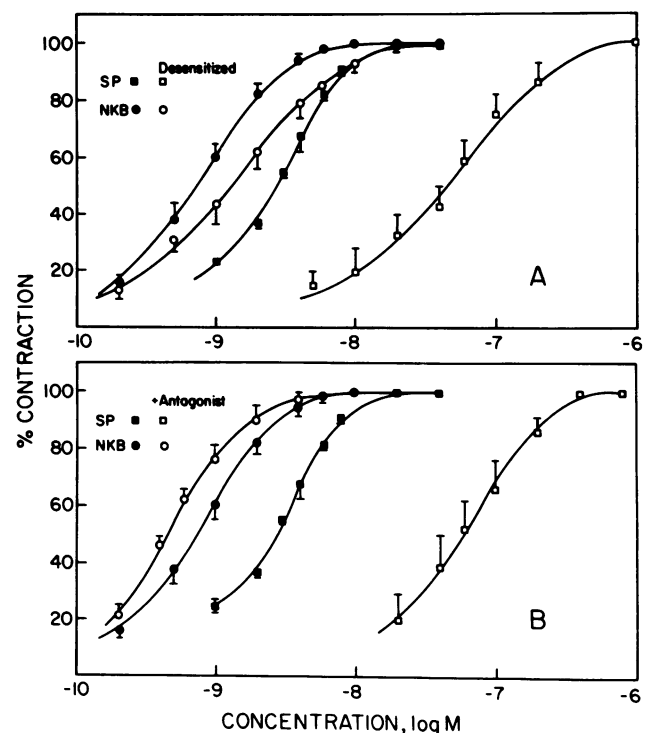 100
80
60
40
20
Desensitized
SP
NKB
A
-10 -9 -8 -7 -6
% CONTRACTION
100
80
60
40
20
+Antagonist
SP
NKB
B
-10 -9 -8 -7 -6
CONCENTRATION, log M